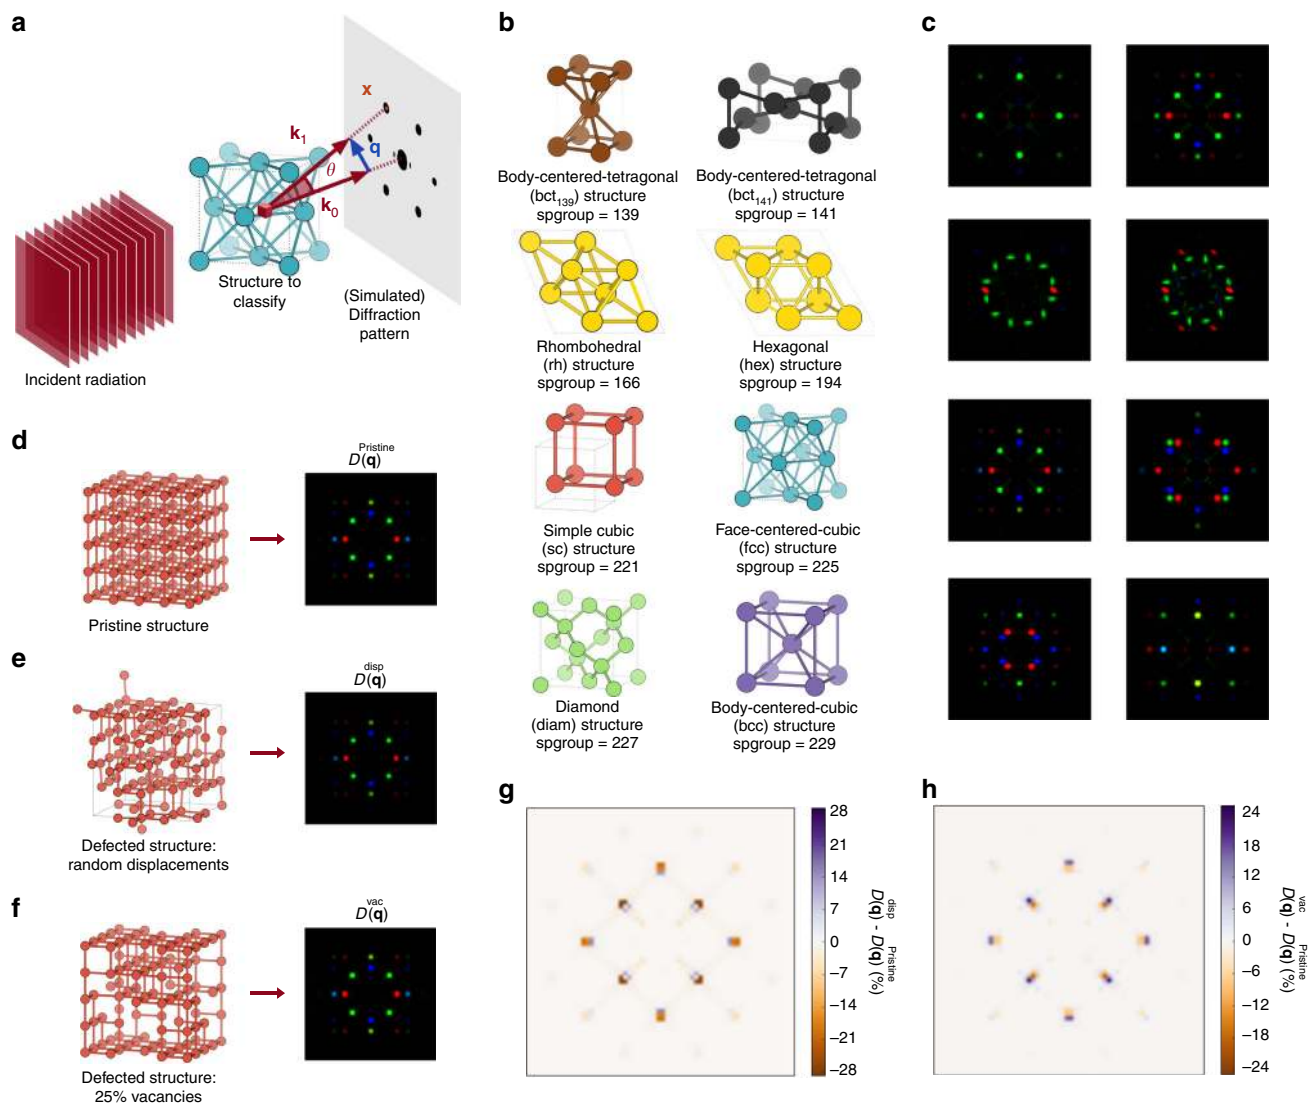 a
x
k1
q
θ
k0
Structure to
classify
(Simulated)
Diffraction
pattern
Incident radiation
b
Body-centered-tetragonal
(bct139) structure
spgroup = 139
Body-centered-tetragonal
(bct141) structure
spgroup = 141
Rhombohedral
(rh) structure
spgroup = 166
Hexagonal
(hex) structure
spgroup = 194
Simple cubic
(sc) structure
spgroup = 221
Face-centered-cubic
(fcc) structure
spgroup = 225
Diamond
(diam) structure
spgroup = 227
Body-centered-cubic
(bcc) structure
spgroup = 229
c
d
Pristine
D(q)
Pristine structure
e
disp
D(q)
Defected structure:
random displacements
f
vac
D(q)
Defected structure:
25% vacancies
g
28
21
14
7
0
−7
−14
−21
−28
D(q)disp - D(q)Pristine (%)
h
24
18
12
6
0
−6
−12
−18
−24
D(q)vac - D(q)Pristine (%)